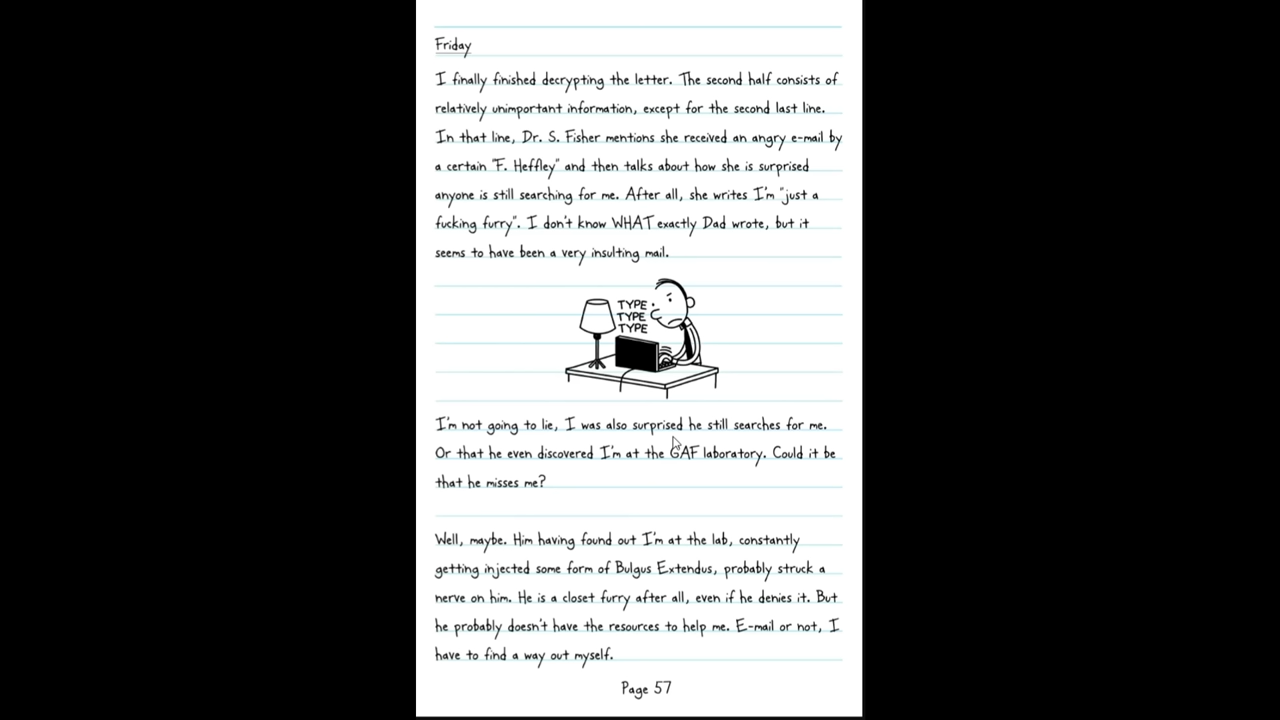 Friday
I finally finished decrypting the letter. The second half consists of
relatively unimportant information, except for the second last line.
In that line, Dr. S. Fisher mentions she received an angry e-mail by
a certain "F. Heffley" and then talks about how she is surprised
anyone is still searching for me. After all, she writes I'm "just a
fucking furry". I don't know WHAT exactly Dad wrote, but it
seems to have been a very insulting mail.
TYPE
TYPE
TYPE
I'm not going to lie, I was also surprised he still searches for me.
Or that he even discovered I'm at the GAF laboratory. Could it be
that he misses me?
Well, maybe. Him having found out I'm at the lab, constantly
getting injected some form of Bulgus Extendus, probably struck a
nerve on him. He is a closet furry after all, even if he denies it. But
he probably doesn't have the resources to help me. E-mail or not, I
have to find a way out myself.
Page 57